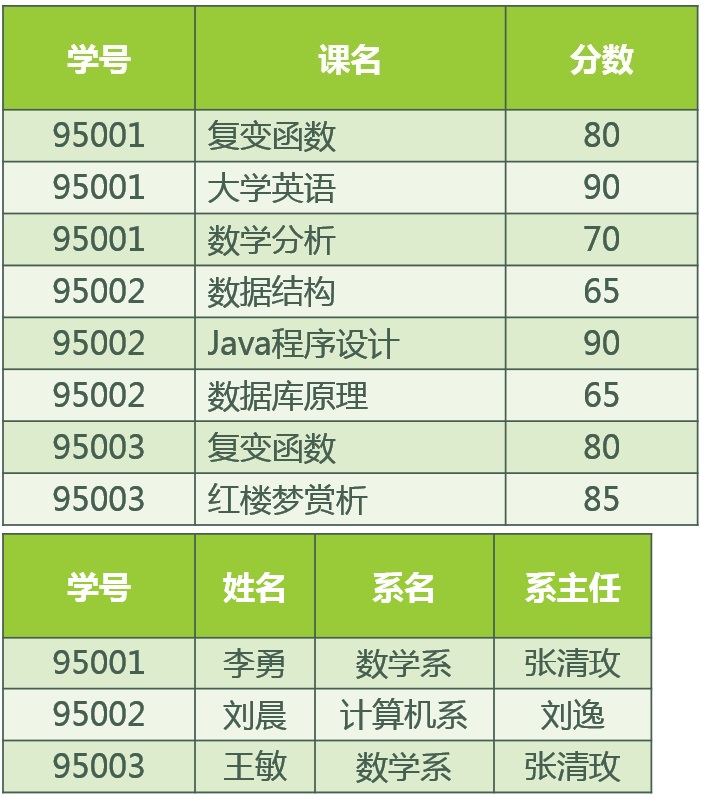 学号 课名 分数
95001 复变函数 80
95001 大学英语 90
95001 数学分析 70
95002 数据结构 65
95002 Java程序设计 90
95002 数据库原理 65
95003 复变函数 80
95003 红楼梦赏析 85
学号 姓名 系名 系主任
95001 李勇 数学系 张清玫
95002 刘晨 计算机系 刘逸
95003 王敏 数学系 张清玫